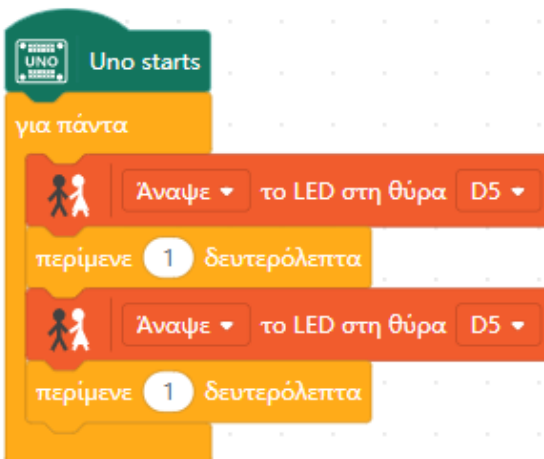 UNO Uno starts
για πάντα
Άναψε το LED στη θύρα D5
περίμενε 1 δευτερόλεπτα
Άναψε το LED στη θύρα D5
περίμενε 1 δευτερόλεπτα